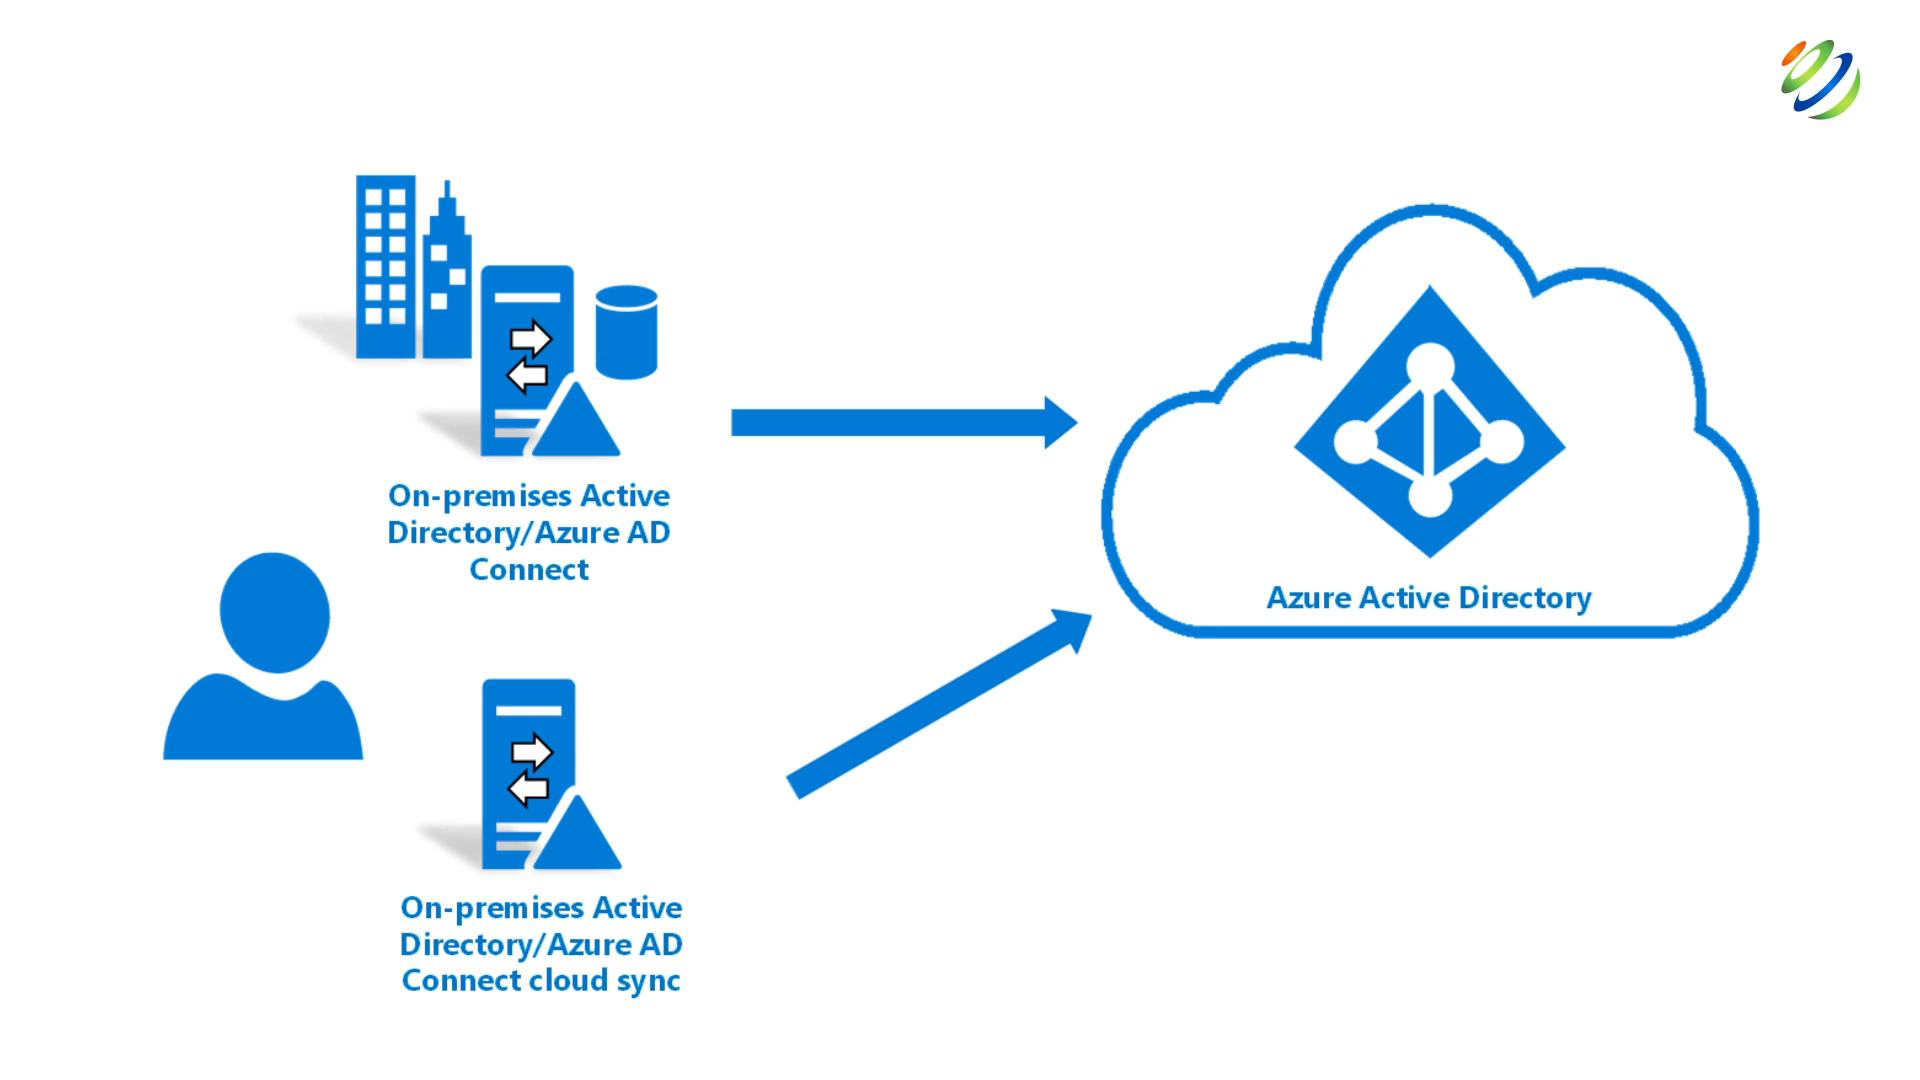 On-premises Active
Directory/Azure AD
Connect
Azure Active Directory
On-premises Active
Directory/Azure AD
Connect cloud sync